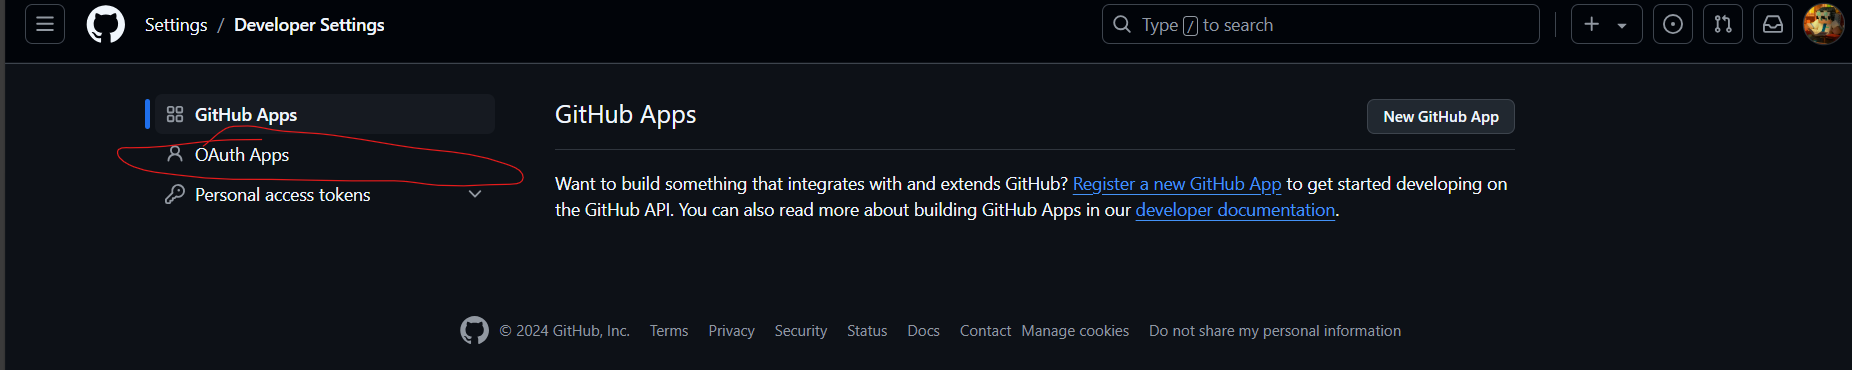 Settings / Developer Settings
Type / to search
GitHub Apps
OAuth Apps
Personal access tokens
GitHub Apps
New GitHub App
Want to build something that integrates with and extends GitHub? Register a new GitHub App to get started developing on
the GitHub API. You can also read more about building GitHub Apps in our developer documentation.
© 2024 GitHub, Inc. Terms Privacy Security Status Docs Contact Manage cookies Do not share my personal information